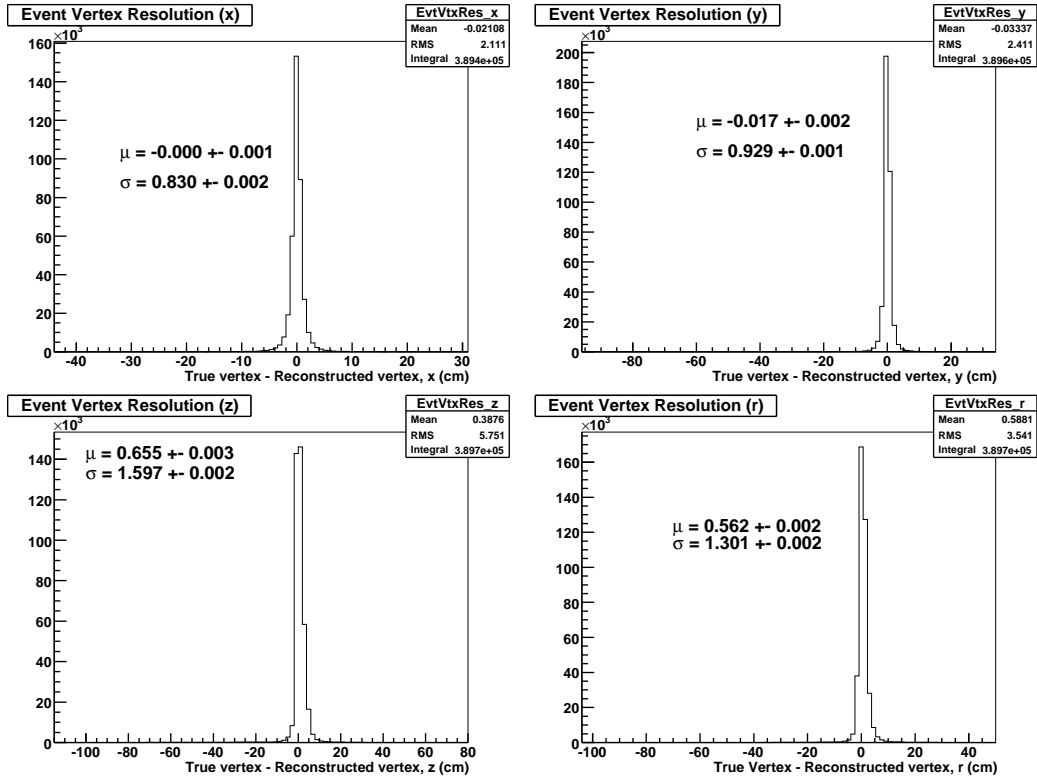 Event Vertex Resolution (x)
EvtVtxRes_x
Mean -0.02108
RMS 2.111
Integral 3.894e+05
×10³
160
140
120
100
80
60
40
20
0
μ = -0.000 +- 0.001
σ = 0.830 +- 0.002
-40 -30 -20 -10 0 10 20 30
True vertex - Reconstructed vertex, x (cm)
Event Vertex Resolution (y)
EvtVtxRes_y
Mean -0.03337
RMS 2.411
Integral 3.896e+05
×10³
200
180
160
140
120
100
80
60
40
20
0
μ = -0.017 +- 0.002
σ = 0.929 +- 0.001
-80 -60 -40 -20 0 20
True vertex - Reconstructed vertex, y (cm)
Event Vertex Resolution (z)
EvtVtxRes_z
Mean 0.3876
RMS 5.751
Integral 3.897e+05
×10³
140
120
100
80
60
40
20
0
μ = 0.655 +- 0.003
σ = 1.597 +- 0.002
-100 -80 -60 -40 -20 0 20 40 60 80
True vertex - Reconstructed vertex, z (cm)
Event Vertex Resolution (r)
EvtVtxRes_r
Mean 0.5881
RMS 3.541
Integral 3.897e+05
×10³
160
140
120
100
80
60
40
20
0
μ = 0.562 +- 0.002
σ = 1.301 +- 0.002
-100 -80 -60 -40 -20 0 20 40
True Vertex - Reconstructed vertex, r (cm)